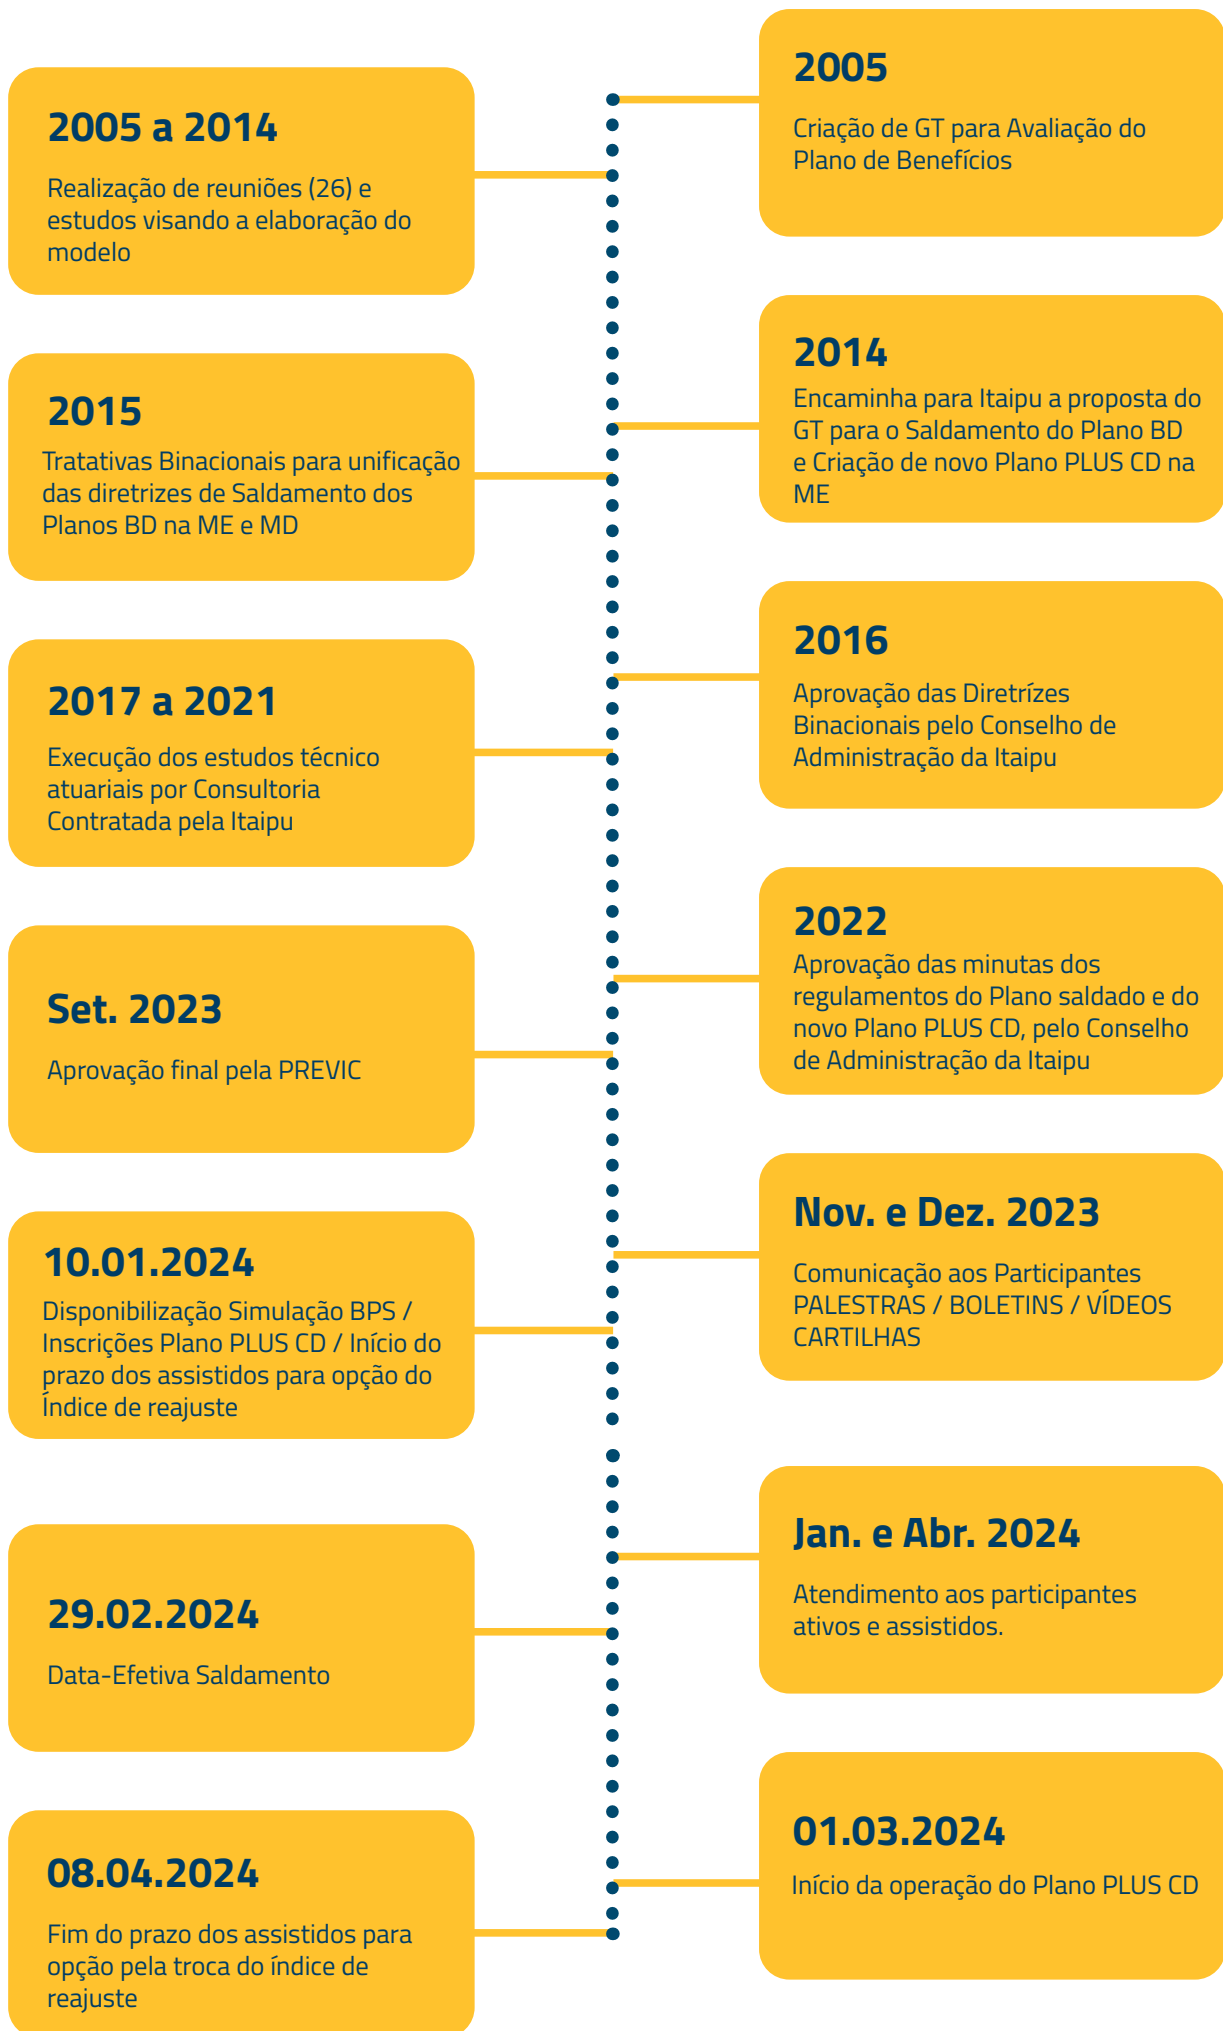 2005
Criação de GT para Avaliação do
Plano de Benefícios
2005 a 2014
Realização de reuniões (26) e
estudos visando a elaboração do
modelo
2014
Encaminha para Itaipu a proposta do
GT para o Saldamento do Plano BD
e Criação de novo Plano PLUS CD na
ME
2015
Tratativas Binacionais para unificação
das diretrizes de Saldamento dos
Planos BD na ME e MD
2016
Aprovação das Diretrízes
Binacionais pelo Conselho de
Administração da Itaipu
2017 a 2021
Execução dos estudos técnico
atuariais por Consultoria
Contratada pela Itaipu
2022
Aprovação das minutas dos
regulamentos do Plano saldado e do
novo Plano PLUS CD, pelo Conselho
de Administração da Itaipu
Set. 2023
Aprovação final pela PREVIC
Nov. e Dez. 2023
Comunicação aos Participantes
PALESTRAS / BOLETINS / VÍDEOS
CARTILHAS
10.01.2024
Disponibilização Simulação BPS /
Inscrições Plano PLUS CD / Início do
prazo dos assistidos para opção do
Índice de reajuste
Jan. e Abr. 2024
Atendimento aos participantes
ativos e assistidos.
29.02.2024
Data-Efetiva Saldamento
01.03.2024
Início da operação do Plano PLUS CD
08.04.2024
Fim do prazo dos assistidos para
opção pela troca do índice de
reajuste